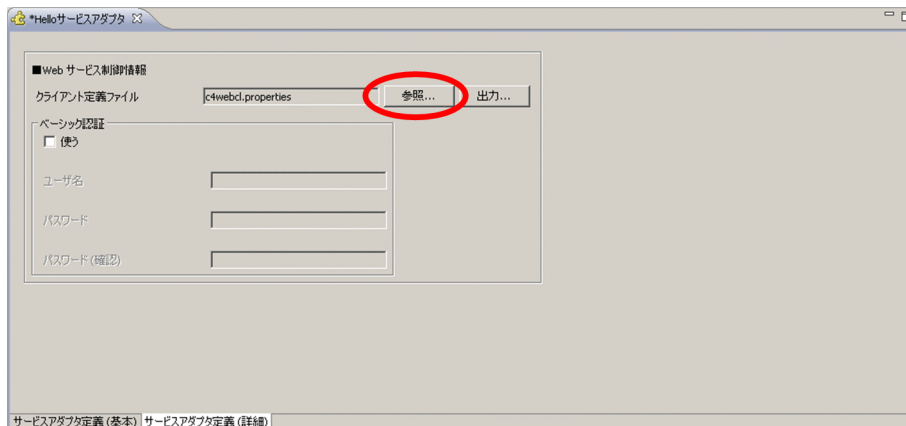 *Helloサービスアダプタ
■Web サービス制御情報
クライアント定義ファイル c4webcl.properties 参照... 出力...
ベーシック認証
使う
ユーザ名
パスワード
パスワード(確認)
サービスアダプタ定義(基本) サービスアダプタ定義(詳細)